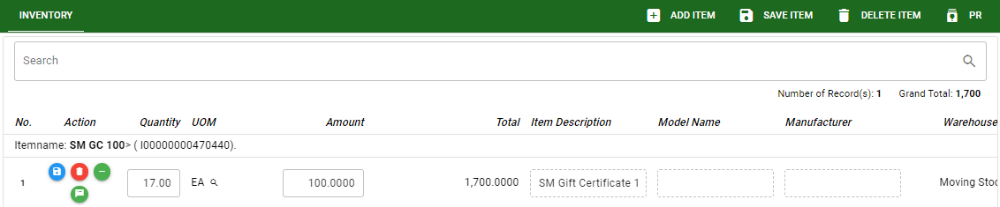 INVENTORY ADD ITEM SAVE ITEM DELETE ITEM PR
Search
Number of Record(s): 1 Grand Total: 1,700
No. Action Quantity UOM Amount Total Item Description Model Name Manufacturer Warehouse
Itemname: SM GC 100> ( I00000000470440).
1 17.00 EA 100.0000 1,700.0000 SM Gift Certificate 1 Moving Stoc